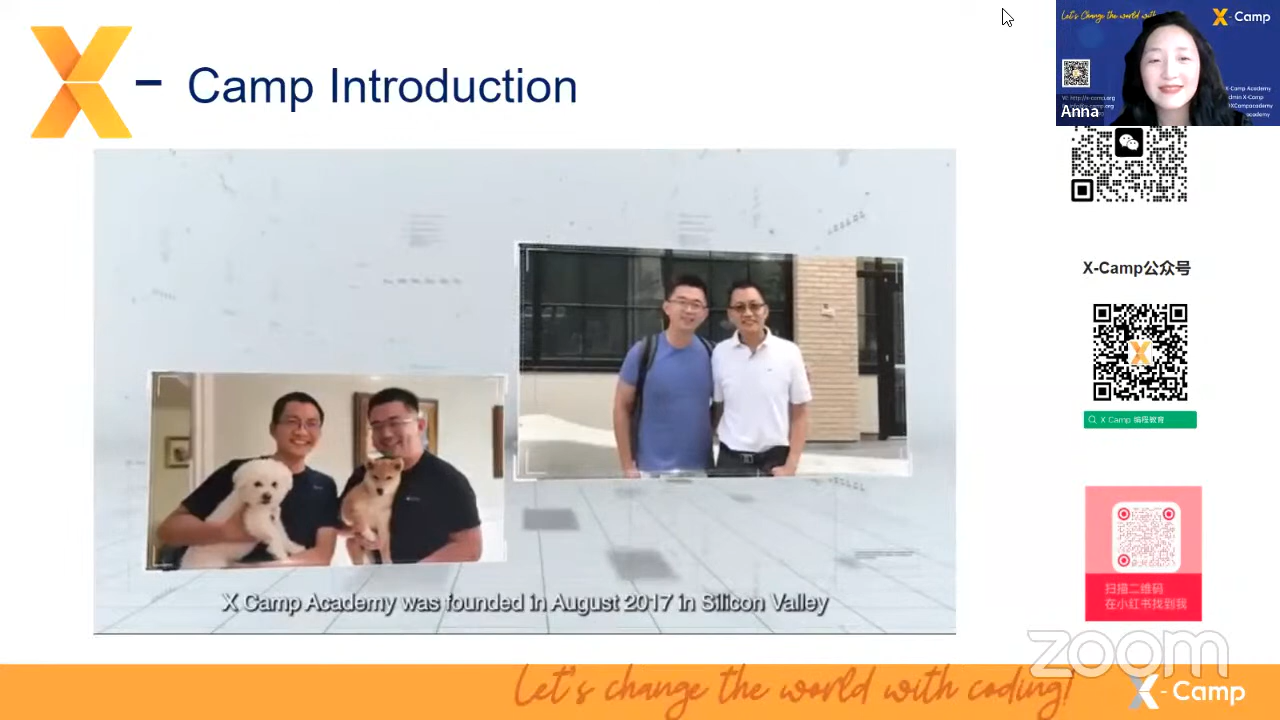 X - Camp Introduction
Let's Change the world with
X - Camp
X-Camp Academy
Anna
X-Camp公众号
X Camp 编程教育
扫描二维码
在小红书找到我
X Camp Academy was founded in August 2017 in Silicon Valley
zoom
Let's change the world with coding!
X - Camp